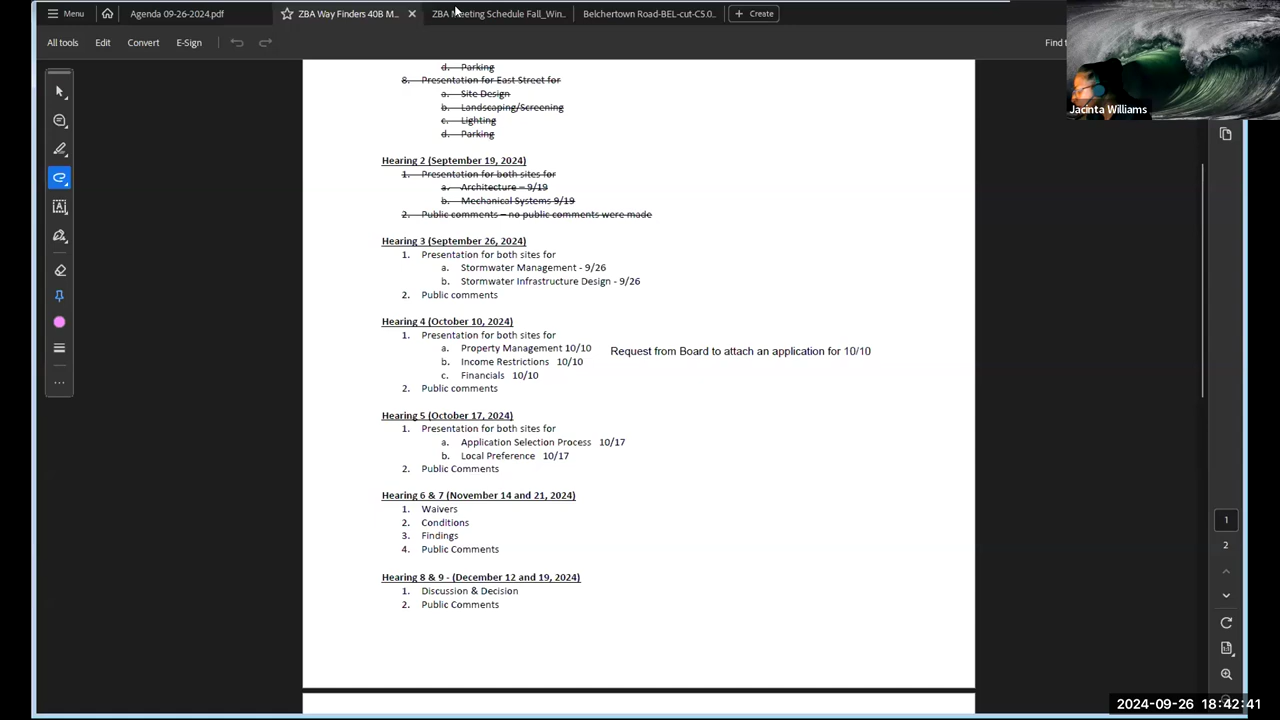 Menu
Agenda 09-26-2024.pdf
ZBA Way Finders 40B M...
ZBA Meeting Schedule Fall_Win..
Belchertown Road-BEL-cut-CS.0..
+ Create
All tools
Edit
Convert
E-Sign
Find t
Jacinta Williams
d. Parking
8. Presentation for East Street for
a. Site Design
b. Landscaping/Screening
c. Lighting
d. Parking
Hearing 2 (September 19, 2024)
1. Presentation for both sites for
a. Architecture – 9/19
b. Mechanical Systems 9/19
2. Public comments – no public comments were made
Hearing 3 (September 26, 2024)
1. Presentation for both sites for
a. Stormwater Management - 9/26
b. Stormwater Infrastructure Design - 9/26
2. Public comments
Hearing 4 (October 10, 2024)
1. Presentation for both sites for
a. Property Management 10/10
Request from Board to attach an application for 10/10
b. Income Restrictions 10/10
c. Financials 10/10
2. Public comments
Hearing 5 (October 17, 2024)
1. Presentation for both sites for
a. Application Selection Process 10/17
b. Local Preference 10/17
2. Public Comments
Hearing 6 & 7 (November 14 and 21, 2024)
1. Waivers
2. Conditions
3. Findings
4. Public Comments
Hearing 8 & 9 - (December 12 and 19, 2024)
1. Discussion & Decision
2. Public Comments
1
2
2024-09-26 18:42:41